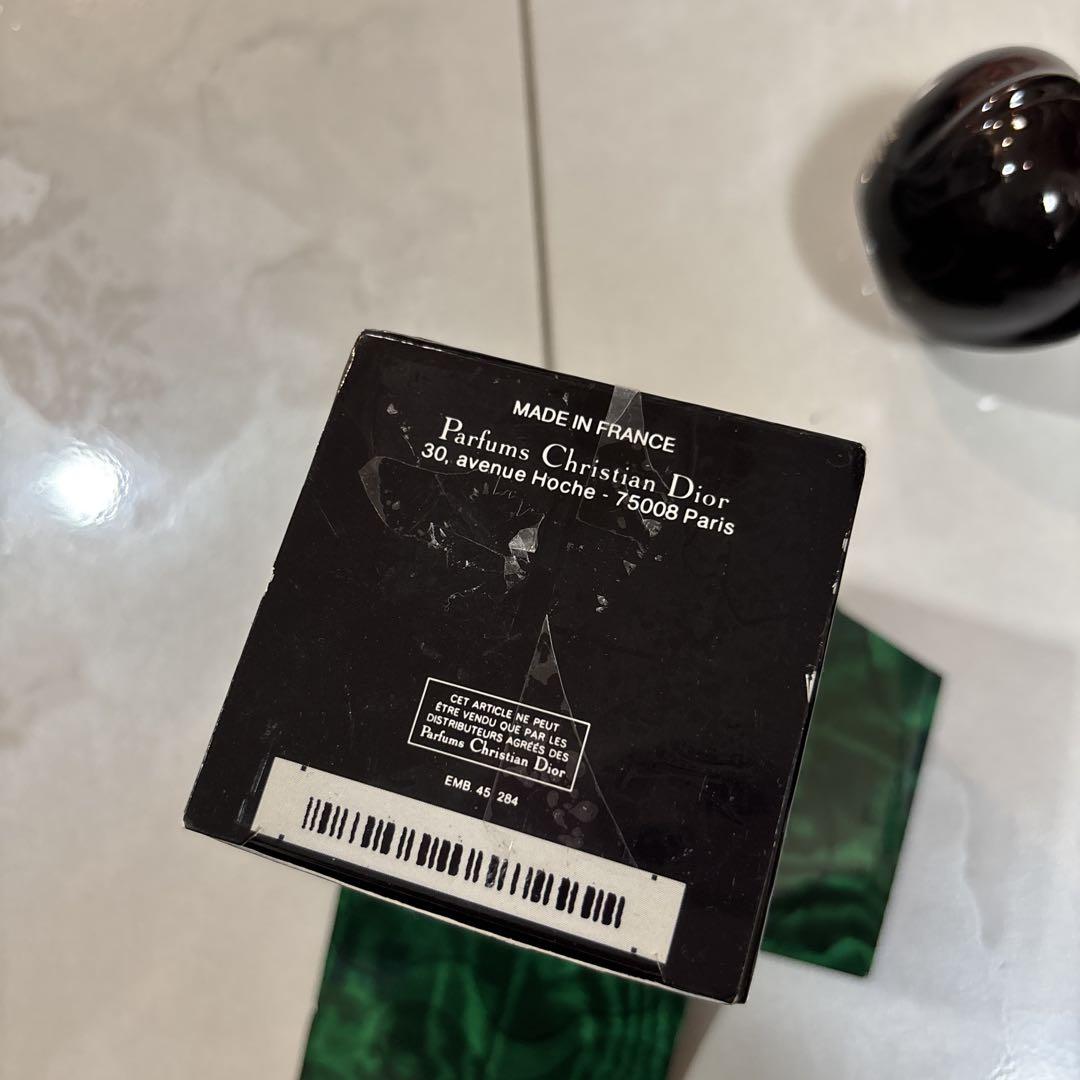 MADE IN FRANCE
Parfums Christian Dior
30, avenue Hoche - 75008 Paris
CET ARTICLE NE PEUT
ÊTRE VENDU QUE PAR LES
DISTRIBUTEURS AGRÉÉS DES
Parfums Christian Dior
EMB. 45 284